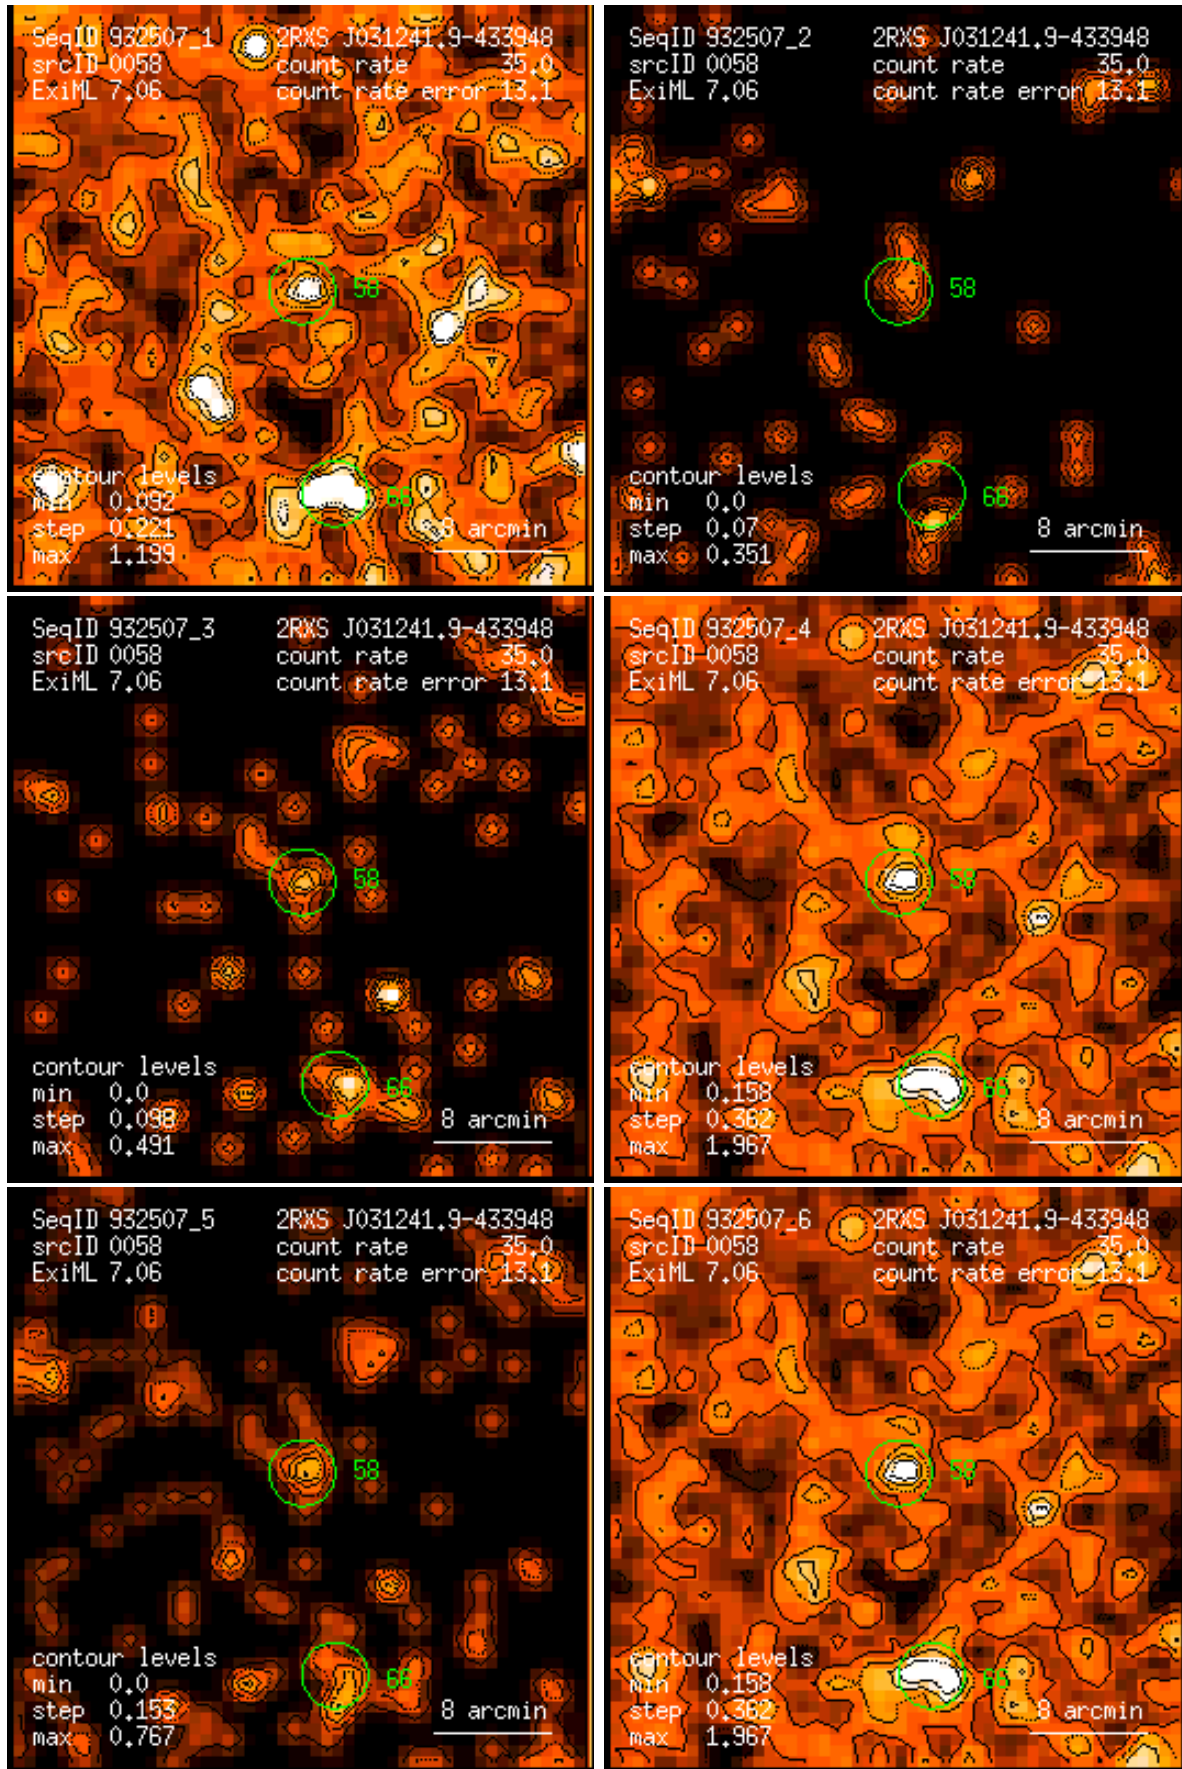 SeqID 932507_1 2RXS J031241.9-433948
srcID 0058 count rate 35.0
ExiML 7.06 count rate error 13.1
58
contour levels
min 0.092
66
step 0.221
8 arcmin
max 1.199
SeqID 932507_2 2RXS J031241.9-433948
srcID 0058 count rate 35.0
ExiML 7.06 count rate error 13.1
58
contour levels
min 0.0
66
step 0.07
8 arcmin
max 0.351
SeqID 932507_3 2RXS J031241.9-433948
srcID 0058 count rate 35.0
ExiML 7.06 count rate error 13.1
58
contour levels
min 0.0
66
step 0.098
8 arcmin
max 0.491
SeqID 932507_4 2RXS J031241.9-433948
srcID 0058 count rate 35.0
ExiML 7.06 count rate error 13.1
58
contour levels
min 0.158
66
step 0.362
8 arcmin
max 1.967
SeqID 932507_5 2RXS J031241.9-433948
srcID 0058 count rate 35.0
ExiML 7.06 count rate error 13.1
58
contour levels
min 0.0
66
step 0.153
8 arcmin
max 0.767
SeqID 932507_6 2RXS J031241.9-433948
srcID 0058 count rate 35.0
ExiML 7.06 count rate error 13.1
58
contour levels
min 0.158
66
step 0.362
8 arcmin
max 1.967